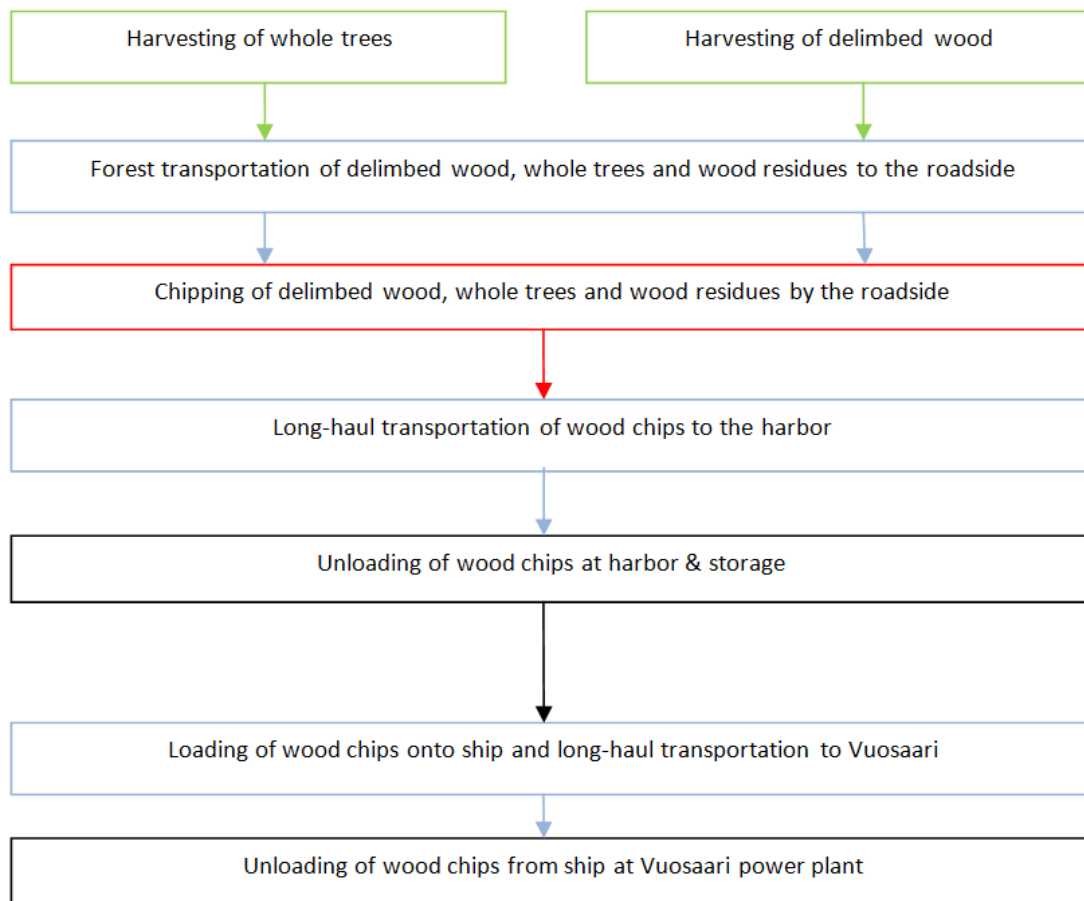 Harvesting of whole trees
Harvesting of delimbed wood
Forest transportation of delimbed wood, whole trees and wood residues to the roadside
Chipping of delimbed wood, whole trees and wood residues by the roadside
Long-haul transportation of wood chips to the harbor
Unloading of wood chips at harbor & storage
Loading of wood chips onto ship and long-haul transportation to Vuosaari
Unloading of wood chips from ship at Vuosaari power plant